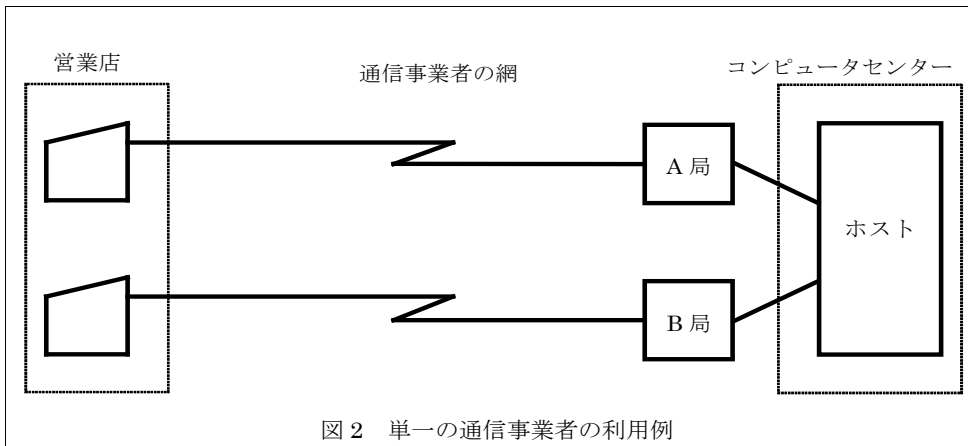 営業店
通信事業者の網
コンピュータセンター
A 局
ホスト
B 局
図 2 単一の通信事業者の利用例